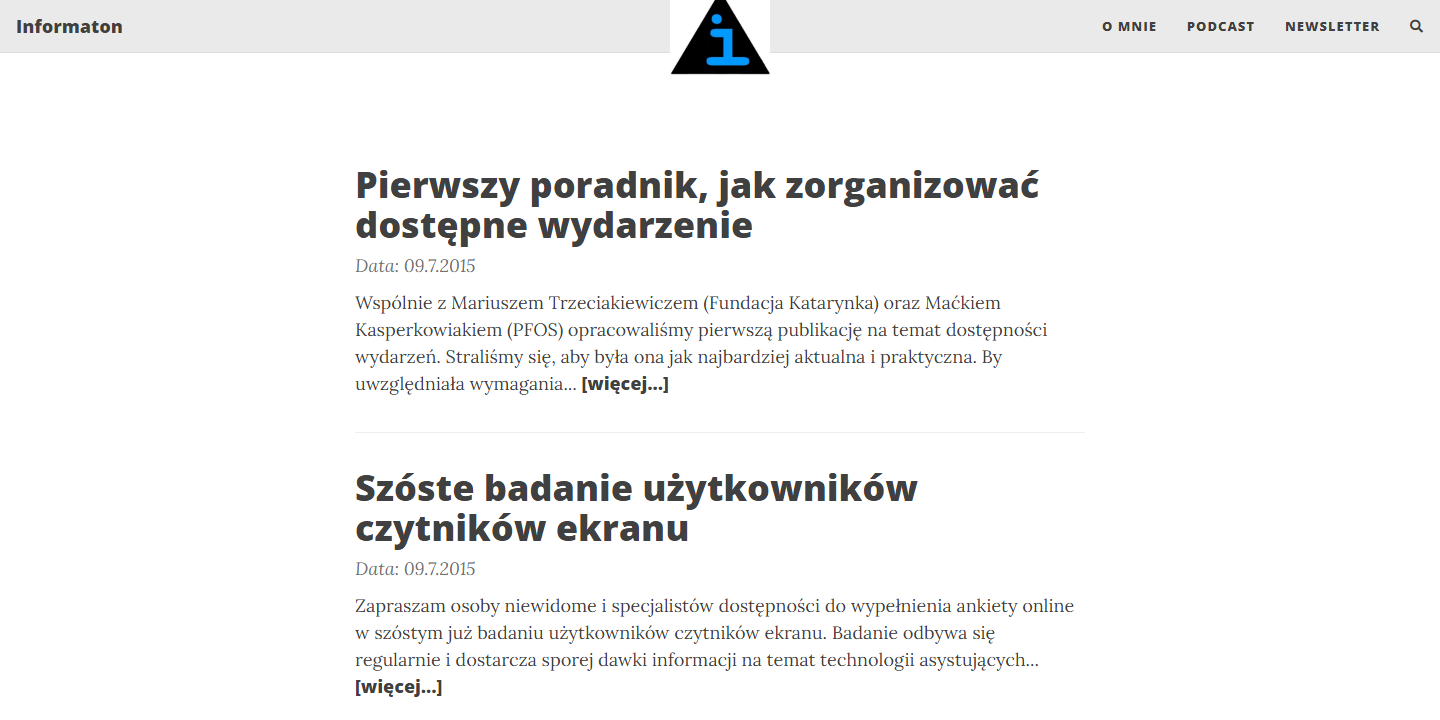 Informaton
i
O MNIE
PODCAST
NEWSLETTER
Pierwszy poradnik, jak zorganizować
dostępne wydarzenie
Data: 09.7.2015
Wspólnie z Mariuszem Trzeciakiewiczem (Fundacja Katarynka) oraz Maćkiem
Kasperkowiakiem (PFOS) opracowaliśmy pierwszą publikację na temat dostępności
wydarzeń. Straliśmy się, aby była ona jak najbardziej aktualna i praktyczna. By
uwzględniała wymagania... [więcej...]
Szóste badanie użytkowników
czytników ekranu
Data: 09.7.2015
Zapraszam osoby niewidome i specjalistów dostępności do wypełnienia ankiety online
w szóstym już badaniu użytkowników czytników ekranu. Badanie odbywa się
regularnie i dostarcza sporej dawki informacji na temat technologii asystujących...
[więcej...]